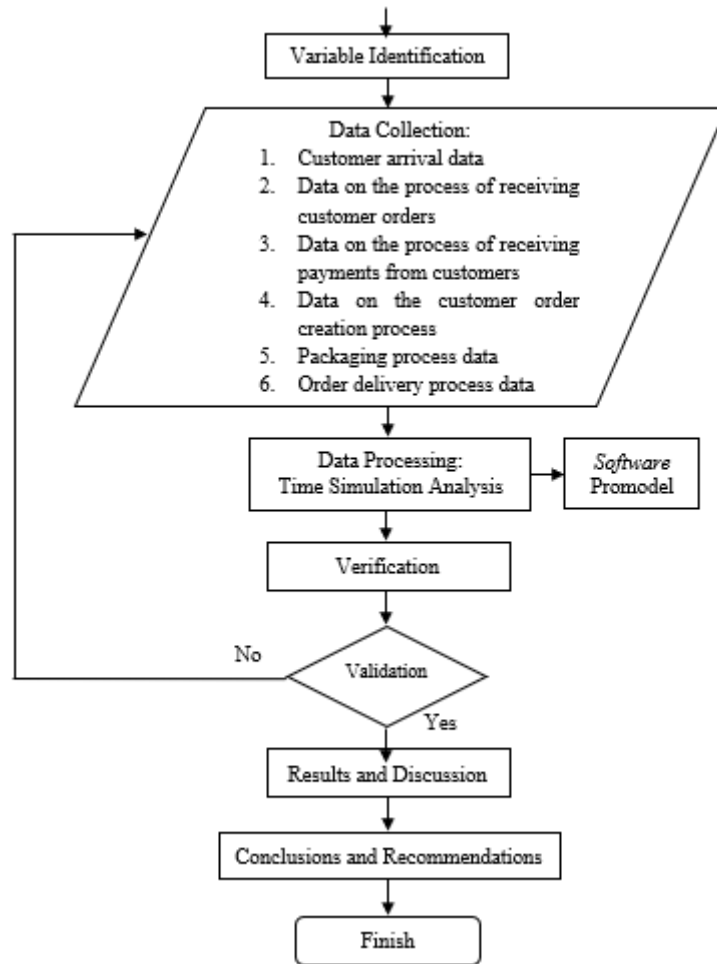 Variable Identification
Data Collection:
1. Customer arrival data
2. Data on the process of receiving
customer orders
3. Data on the process of receiving
payments from customers
4. Data on the customer order
creation process
5. Packaging process data
6. Order delivery process data
Data Processing:
Time Simulation Analysis
Software
Promodel
Verification
No
Validation
Yes
Results and Discussion
Conclusions and Recommendations
Finish